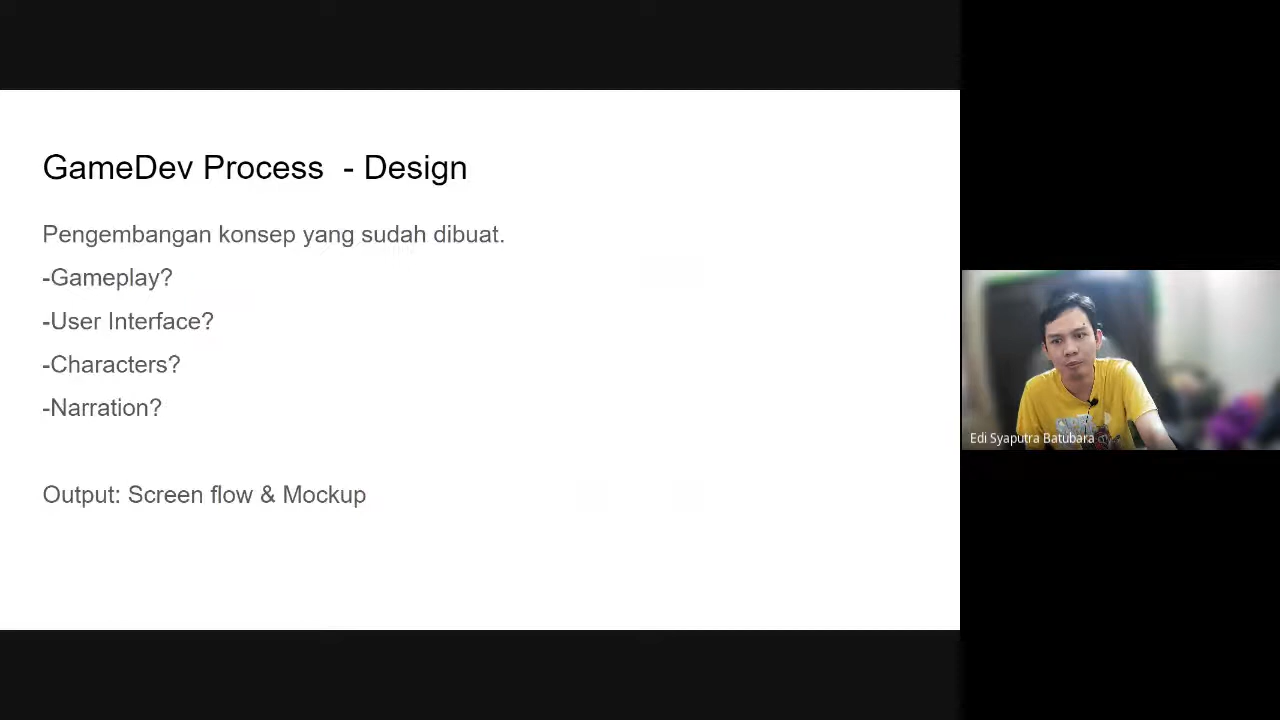 GameDev Process - Design
Pengembangan konsep yang sudah dibuat.
-Gameplay?
-User Interface?
-Characters?
-Narration?
Output: Screen flow & Mockup
Edi Syaputra Batubara